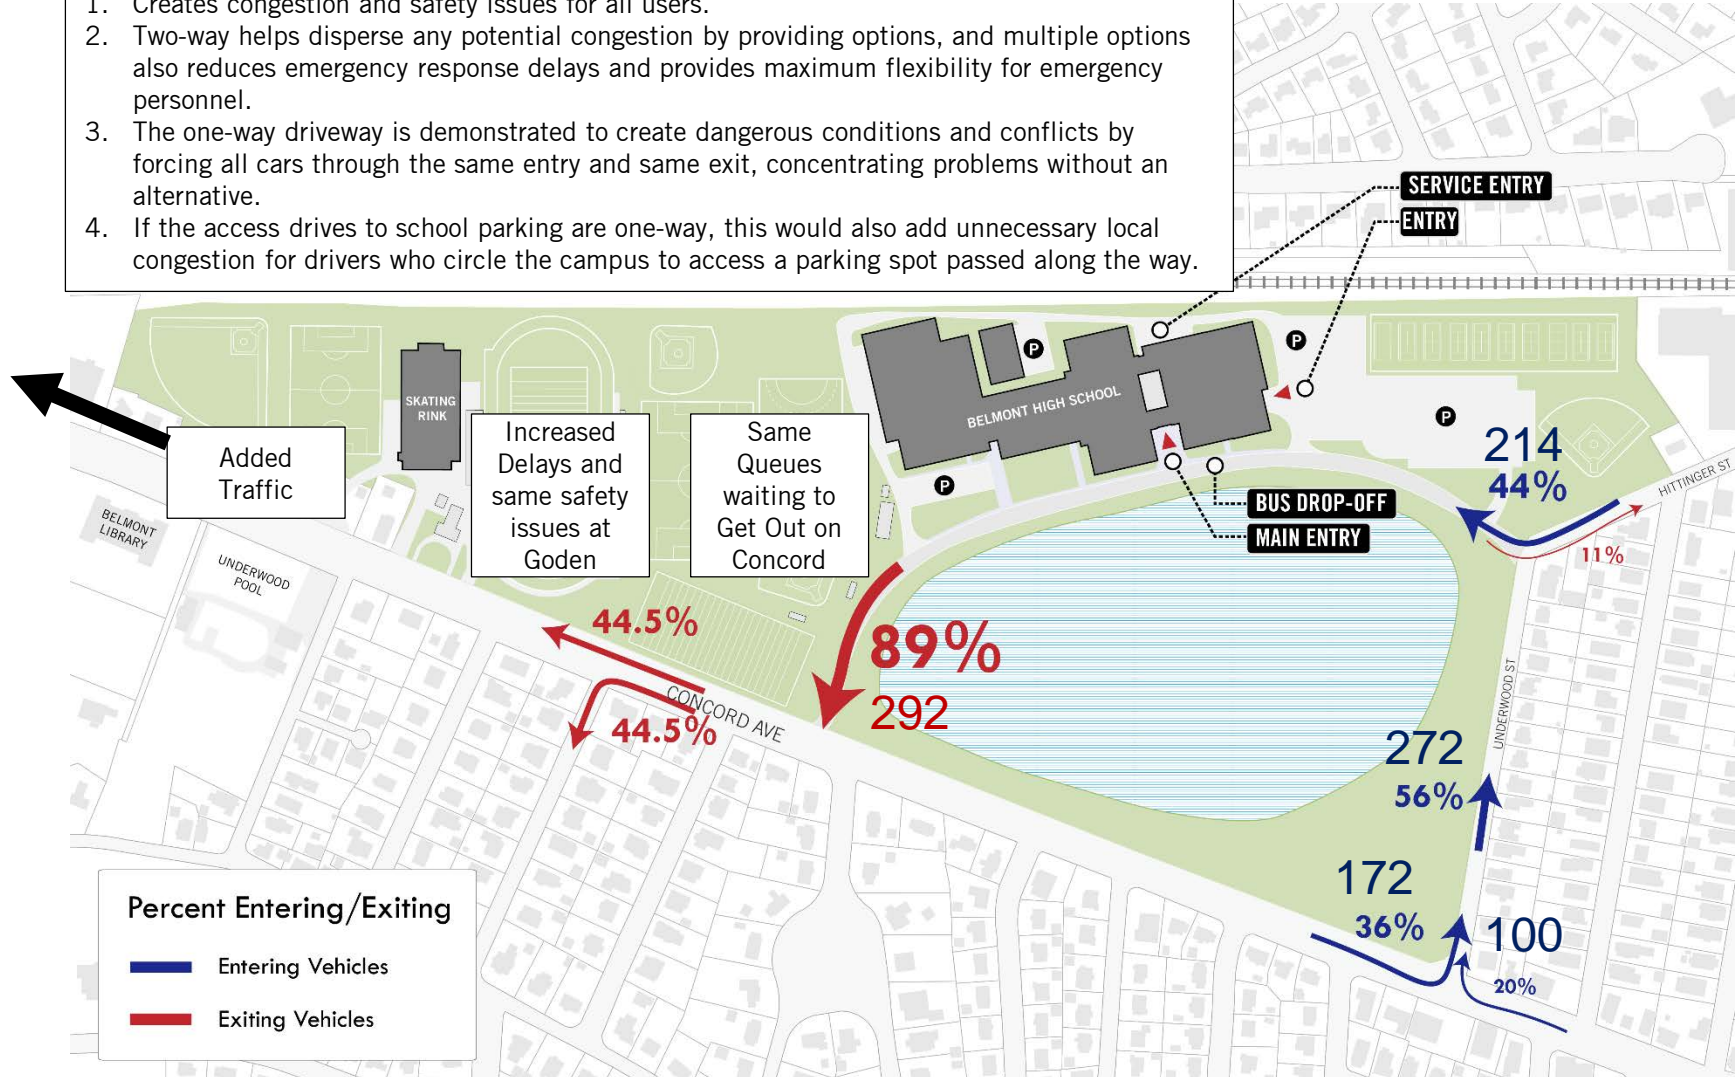 1. Creates congestion and safety issues for all users.
2. Two-way helps disperse any potential congestion by providing options, and multiple options
also reduces emergency response delays and provides maximum flexibility for emergency
personnel.
3. The one-way driveway is demonstrated to create dangerous conditions and conflicts by
forcing all cars through the same entry and same exit, concentrating problems without an
alternative.
4. If the access drives to school parking are one-way, this would also add unnecessary local
congestion for drivers who circle the campus to access a parking spot passed along the way.
SERVICE ENTRY
ENTRY
P
P
P
P
SKATING
RINK
BELMONT HIGH SCHOOL
Added
Traffic
Increased
Delays and
same safety
issues at
Goden
Same
Queues
waiting to
Get Out on
Concord
BUS DROP-OFF
MAIN ENTRY
214
44%
HITTINGER ST
11%
BELMONT
LIBRARY
UNDERWOOD
POOL
44.5%
44.5%
CONCORD AVE
89%
292
UNDERWOOD ST
272
56%
172
36%
100
20%
Percent Entering/Exiting
Entering Vehicles
Exiting Vehicles